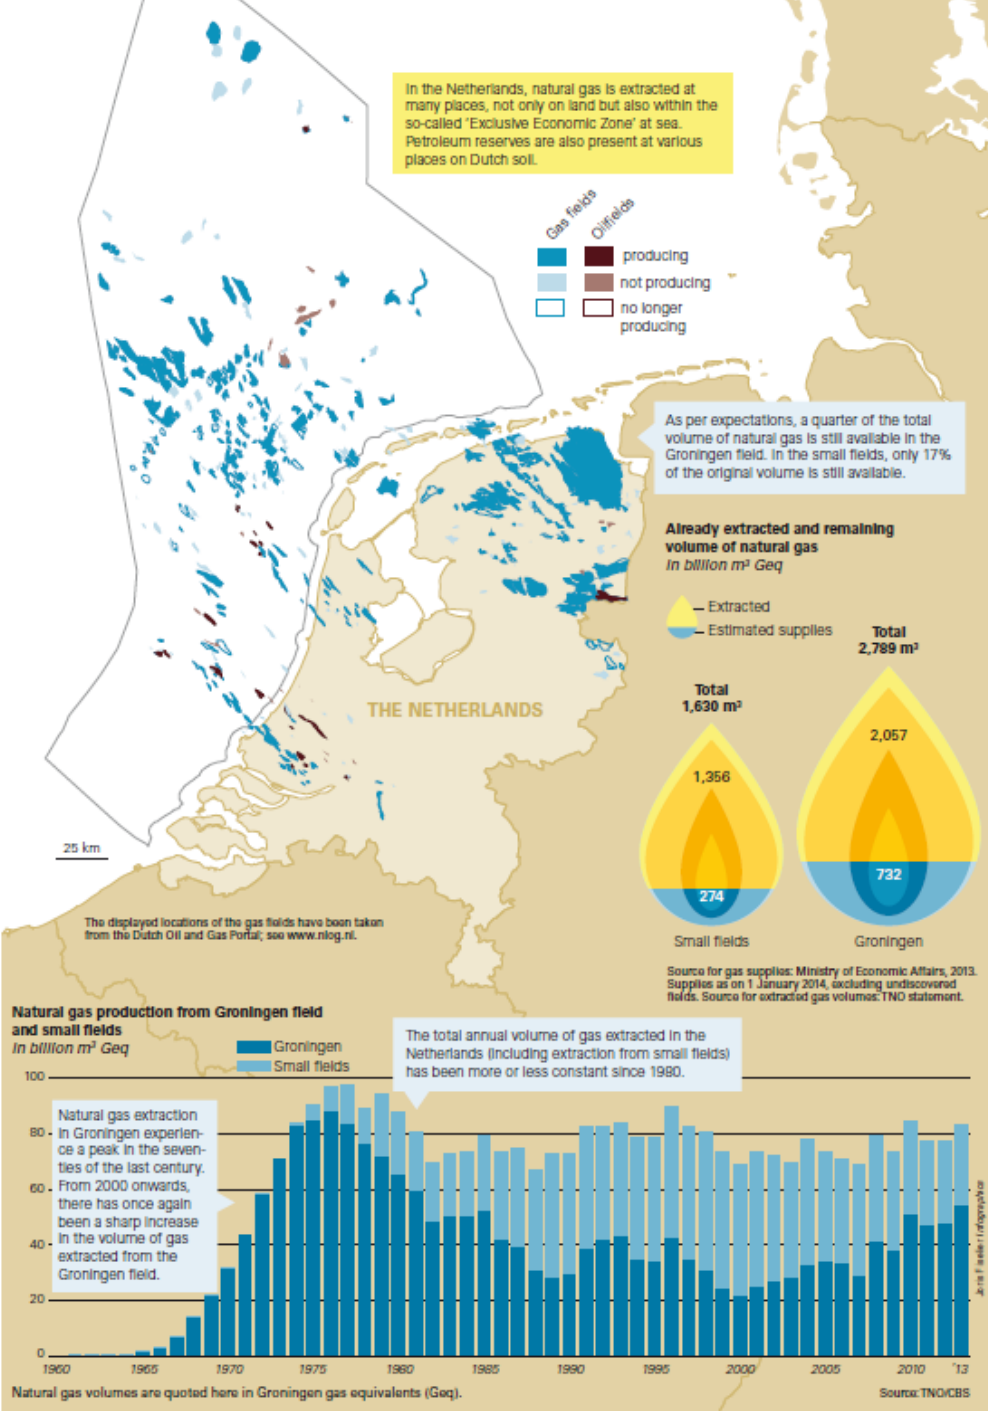 In the Netherlands, natural gas is extracted at
many places, not only on land but also within the
so-called 'Exclusive Economic Zone' at sea.
Petroleum reserves are also present at various
places on Dutch soil.
Gas fields
Oilfields
producing
not producing
no longer
producing
As per expectations, a quarter of the total
volume of natural gas is still available in the
Groningen field. In the small fields, only 17%
of the original volume is still available.
Already extracted and remaining
volume of natural gas
In billion m³ Geq
Extracted
Estimated supplies
Total
2,789 m³
Total
1,630 m³
2,057
1,356
732
274
Small fields
Groningen
THE NETHERLANDS
25 km
The displayed locations of the gas fields have been taken
from the Dutch Oil and Gas Portal; see www.nlog.nl.
Source for gas supplies: Ministry of Economic Affairs, 2013.
Supplies as on 1 January 2014, excluding undiscovered
fields. Source for extracted gas volumes: TNO statement.
Natural gas production from Groningen field
and small fields
In billion m³ Geq
Groningen
Small fields
The total annual volume of gas extracted in the
Netherlands (including extraction from small fields)
has been more or less constant since 1980.
Natural gas extraction
in Groningen experien-
ce a peak in the seven-
ties of the last century.
From 2000 onwards,
there has once again
been a sharp increase
in the volume of gas
extracted from the
Groningen field.
100
80
60
40
20
0
1960 1965 1970 1975 1980 1985 1990 1995 2000 2005 2010 '13
Natural gas volumes are quoted here in Groningen gas equivalents (Geq).
Source: TNO/CBS